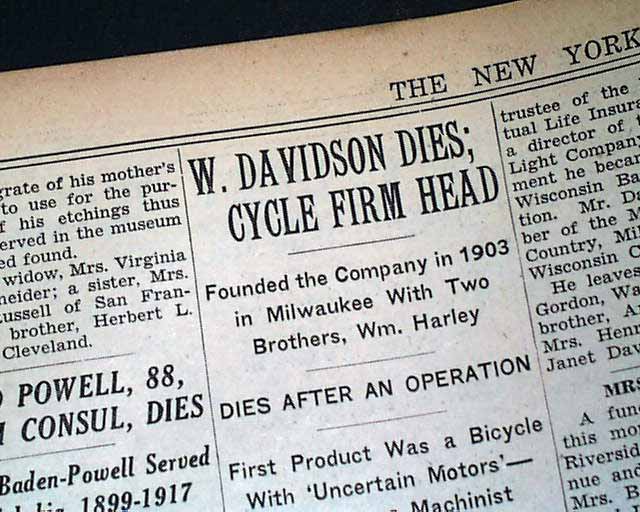 THE NEW YORK
grate of his mother's
to use for the pur-
f his etchings thus
erved in the museum
ed found.
widow, Mrs. Virginia
neider; a sister, Mrs.
ussell of San Fran-
brother, Herbert L.
Cleveland.
POWELL, 88,
CONSUL, DIES
Baden-Powell Served
1899-1917
W. DAVIDSON DIES;
CYCLE FIRM HEAD
Founded the Company in 1903
in Milwaukee With Two
Brothers, Wm. Harley
DIES AFTER AN OPERATION
First Product Was a Bicycle
With 'Uncertain Motors'—
Machinist
trustee of the
tual Life Insura
a director of t
Light Company
ment he becam
Wisconsin Ba
tion. Mr. Da
ber of the M
Country, Mil
Wisconsin C
He leaves
Gordon, Wa
brother, A
Mrs. Henr
Janet Dav
MR
A fun
this mo
Riversid
nue and
Mrs. B